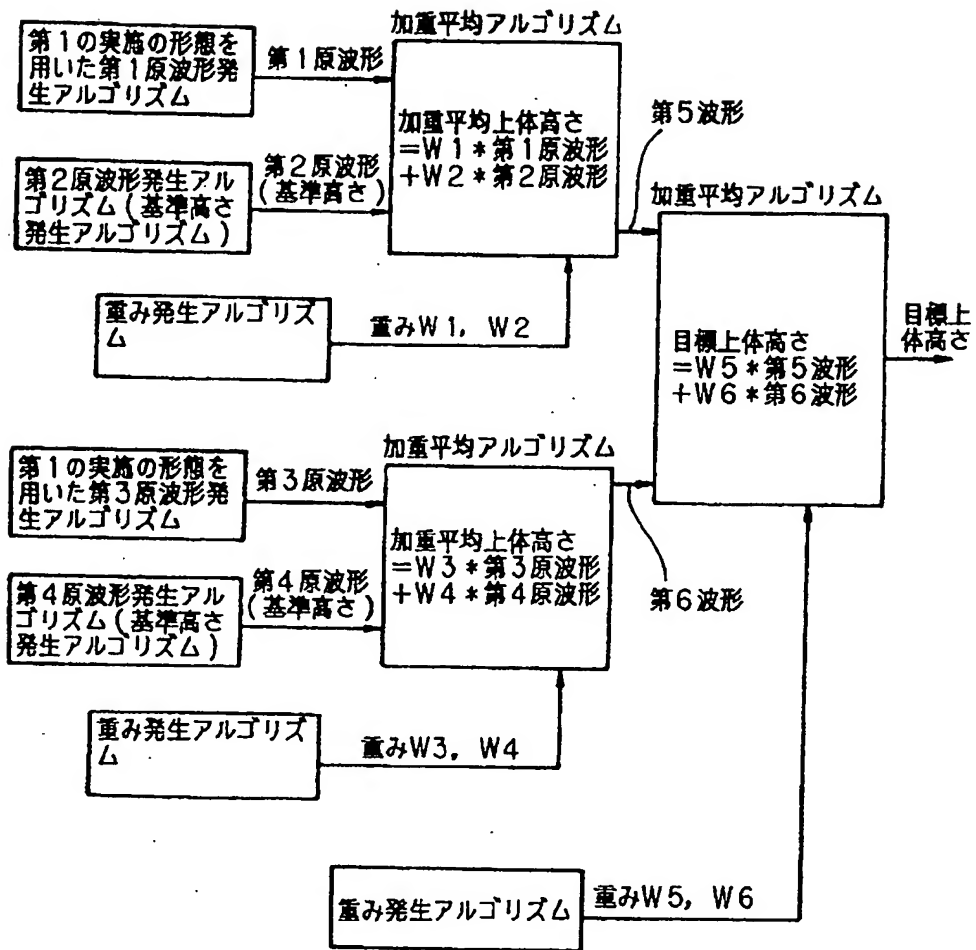 加重平均アルゴリズム
第1の実施の形態を
用いた第1原波形発
生アルゴリズム
第1原波形
加重平均上体高さ
=W1*第1原波形
+W2*第2原波形
第5波形
第2原波形発生アル
ゴリズム(基準高さ
発生アルゴリズム)
第2原波形
(基準高さ)
加重平均アルゴリズム
重み発生アルゴリズ
ム
重みW1, W2
目標上体高さ
=W5*第5波形
+W6*第6波形
目標上
体高さ
加重平均アルゴリズム
第1の実施の形態を
用いた第3原波形発
生アルゴリズム
第3原波形
加重平均上体高さ
=W3*第3原波形
+W4*第4原波形
第6波形
第4原波形発生アル
ゴリズム(基準高さ
発生アルゴリズム)
第4原波形
(基準高さ)
重み発生アルゴリズ
ム
重みW3, W4
重み発生アルゴリズム
重みW5, W6